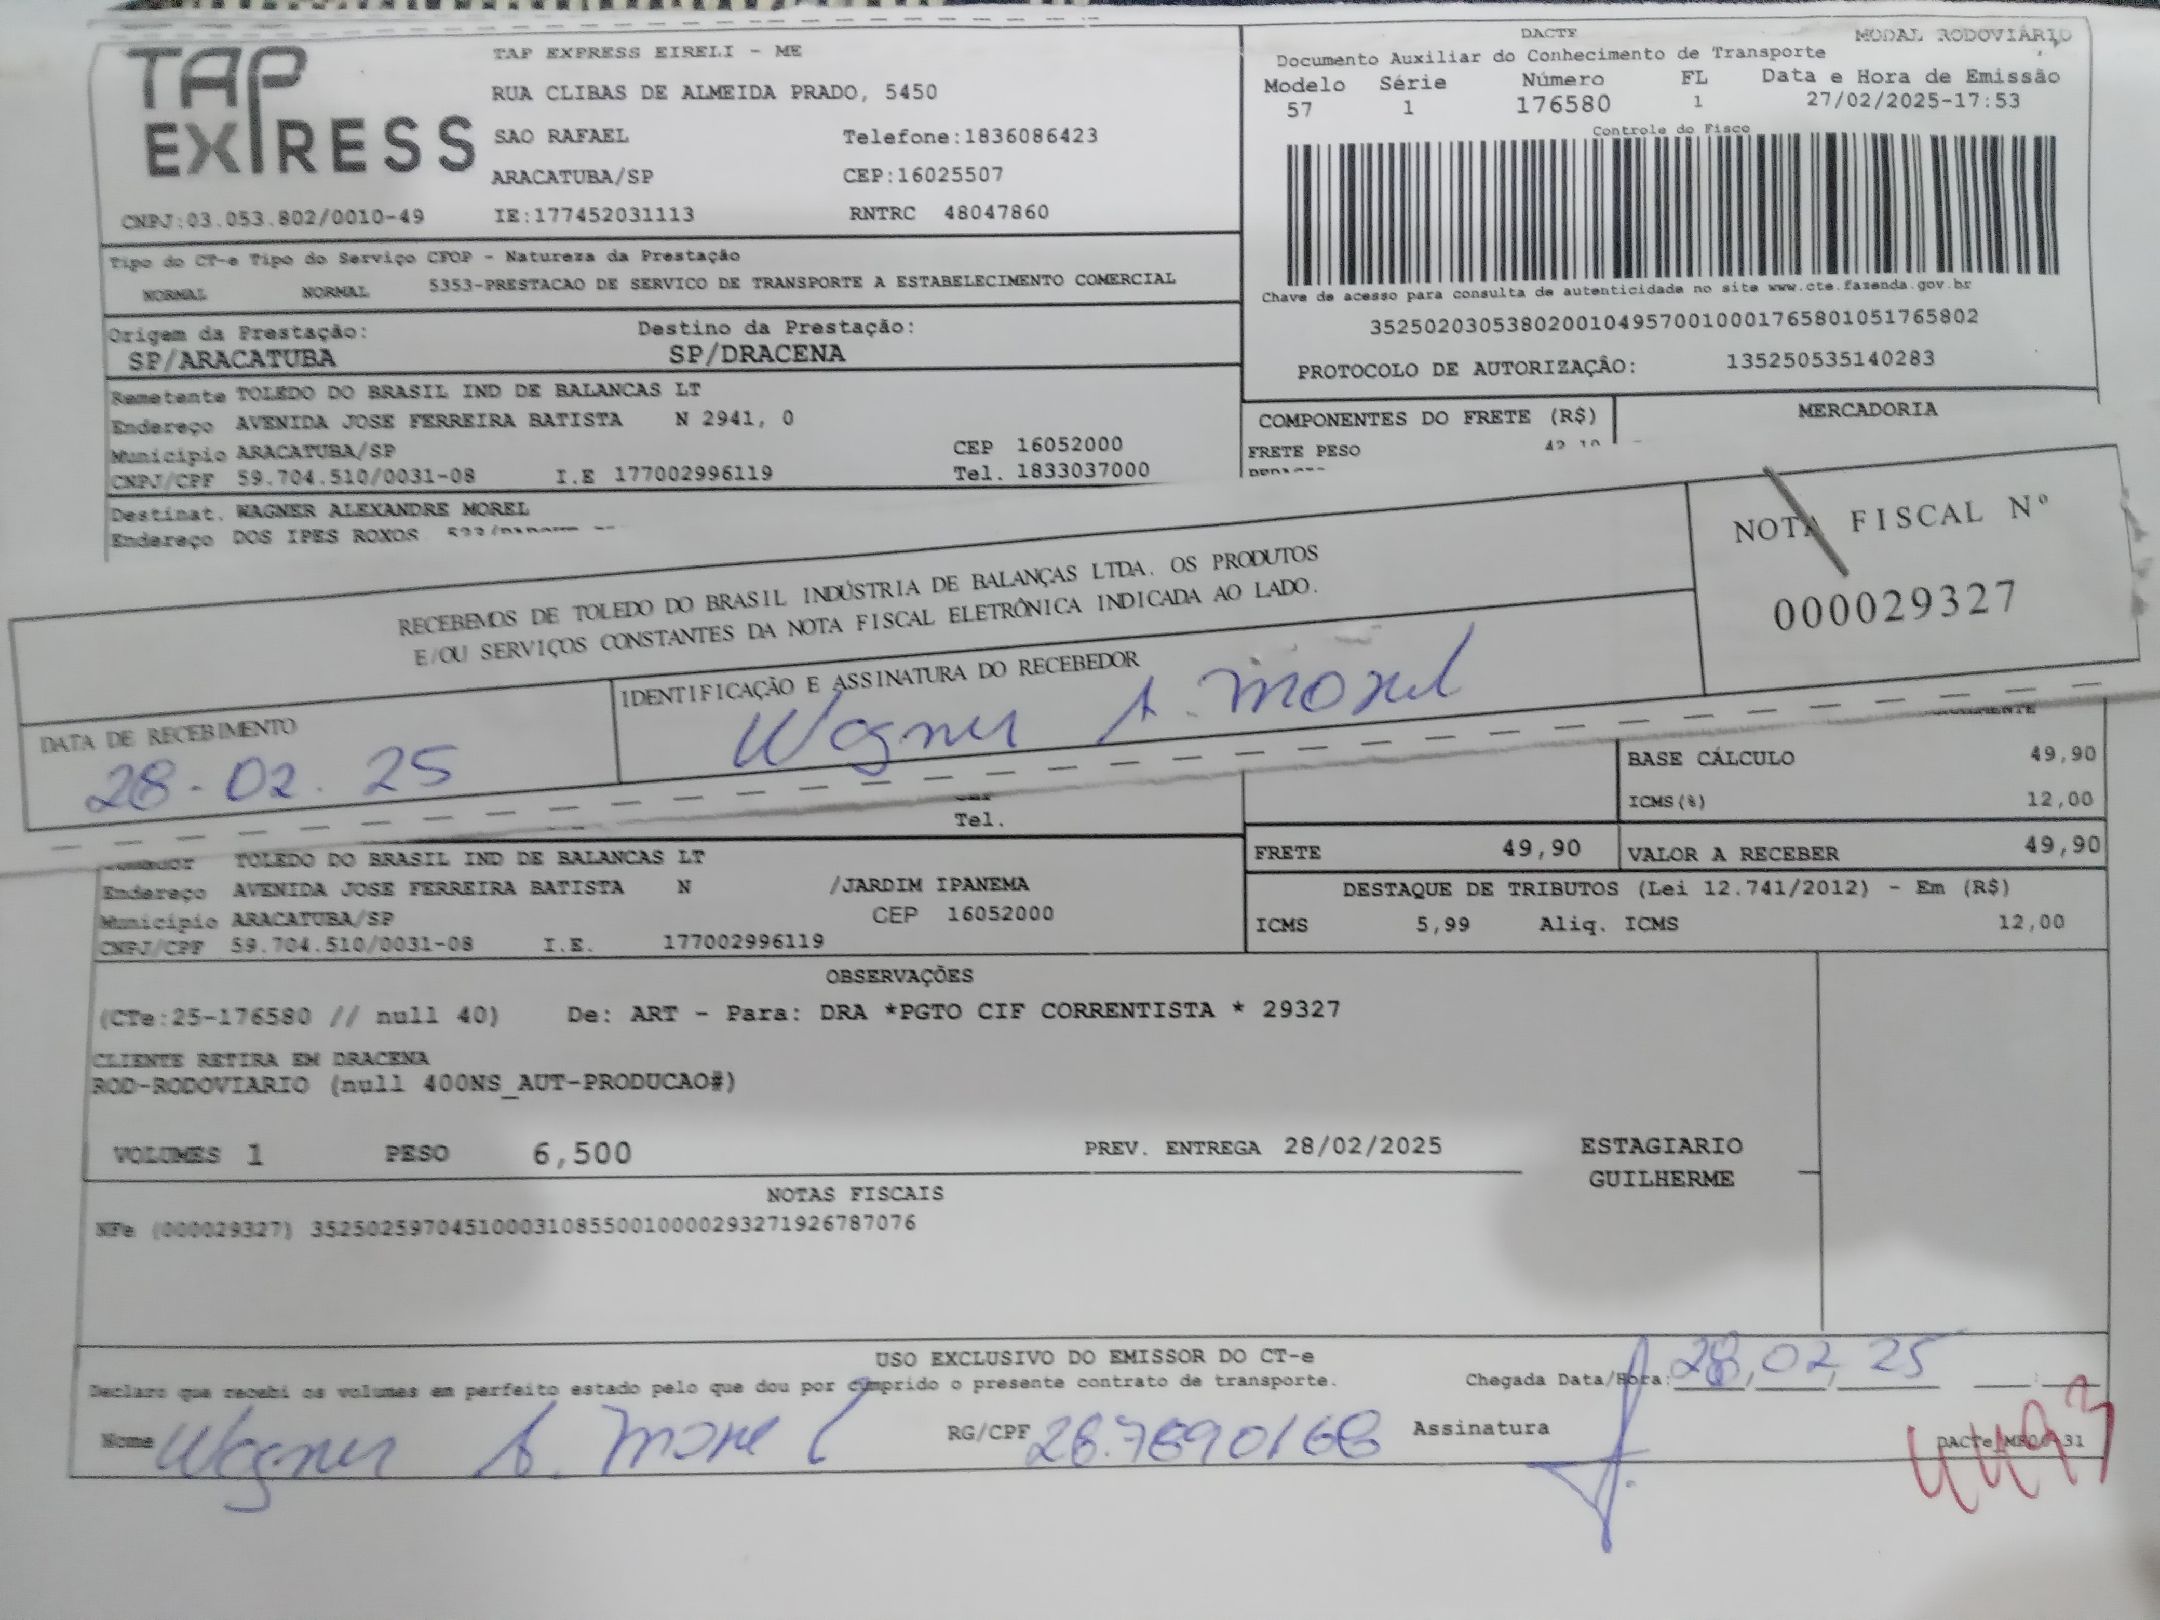 TAP EXPRESS
TAP EXPRESS EIRELI - ME
RUA CLIBAS DE ALMEIDA PRADO, 5450
SAO RAFAEL Telefone:1836086423
ARACATUBA/SP CEP:16025507
CNPJ:03.053.802/0010-49 IE:177452031113 RNTRC 48047860
DACTE MODAL RODOVIÁRIO
Documento Auxiliar do Conhecimento de Transporte
Modelo Série Número FL Data e Hora de Emissão
57 1 176580 1 27/02/2025-17:53
Controle do Fisco
Chave de acesso para consulta de autenticidade no site www.cte.fazenda.gov.br
35250203053802001049570010001765801051765802
PROTOCOLO DE AUTORIZAÇÃO: 135250535140283
Tipo do CT-e Tipo do Serviço CFOP - Natureza da Prestação
NORMAL NORMAL 5353-PRESTACAO DE SERVICO DE TRANSPORTE A ESTABELECIMENTO COMERCIAL
Origem da Prestação: Destino da Prestação:
SP/ARACATUBA SP/DRACENA
Remetente TOLEDO DO BRASIL IND DE BALANCAS LT
Endereço AVENIDA JOSE FERREIRA BATISTA N 2941, 0
Município ARACATUBA/SP CEP 16052000
CNPJ/CPF 59.704.510/0031-08 I.E 177002996119 Tel. 1833037000
COMPONENTES DO FRETE (R$) MERCADORIA
FRETE PESO
Destinat. WAGNER ALEXANDRE MOREL
Endereço DOS IPES ROXOS
RECEBEMOS DE TOLEDO DO BRASIL INDÚSTRIA DE BALANÇAS LTDA. OS PRODUTOS
E/OU SERVIÇOS CONSTANTES DA NOTA FISCAL ELETRÔNICA INDICADA AO LADO.
NOTA FISCAL Nº
000029327
DATA DE RECEBIMENTO
28-02.25
IDENTIFICAÇÃO E ASSINATURA DO RECEBEDOR
Wagner A. Morel
BASE CÁLCULO 49,90
ICMS(%) 12,00
Tel.
FRETE 49,90 VALOR A RECEBER 49,90
TOLEDO DO BRASIL IND DE BALANCAS LT
Endereço AVENIDA JOSE FERREIRA BATISTA N /JARDIM IPANEMA
Município ARACATUBA/SP CEP 16052000
CNPJ/CPF 59.704.510/0031-08 I.E. 177002996119
DESTAQUE DE TRIBUTOS (Lei 12.741/2012) - Em (R$)
ICMS 5,99 Aliq. ICMS 12,00
OBSERVAÇÕES
(CTe:25-176580 // null 40) De: ART - Para: DRA *PGTO CIF CORRENTISTA * 29327
CLIENTE RETIRA EM DRACENA
ROD-RODOVIARIO (null 400NS_AUT-PRODUCAO#)
VOLUMES 1 PESO 6,500 PREV. ENTREGA 28/02/2025 ESTAGIARIO
GUILHERME
NOTAS FISCAIS
NFe (000029327) 35250259704510003108550010000293271926787076
USO EXCLUSIVO DO EMISSOR DO CT-e
Declaro que recebi os volumes em perfeito estado pelo que dou por cumprido o presente contrato de transporte.
Chegada Data/Hora: 28,02,25
Nome Wagner A. Morel RG/CPF Assinatura